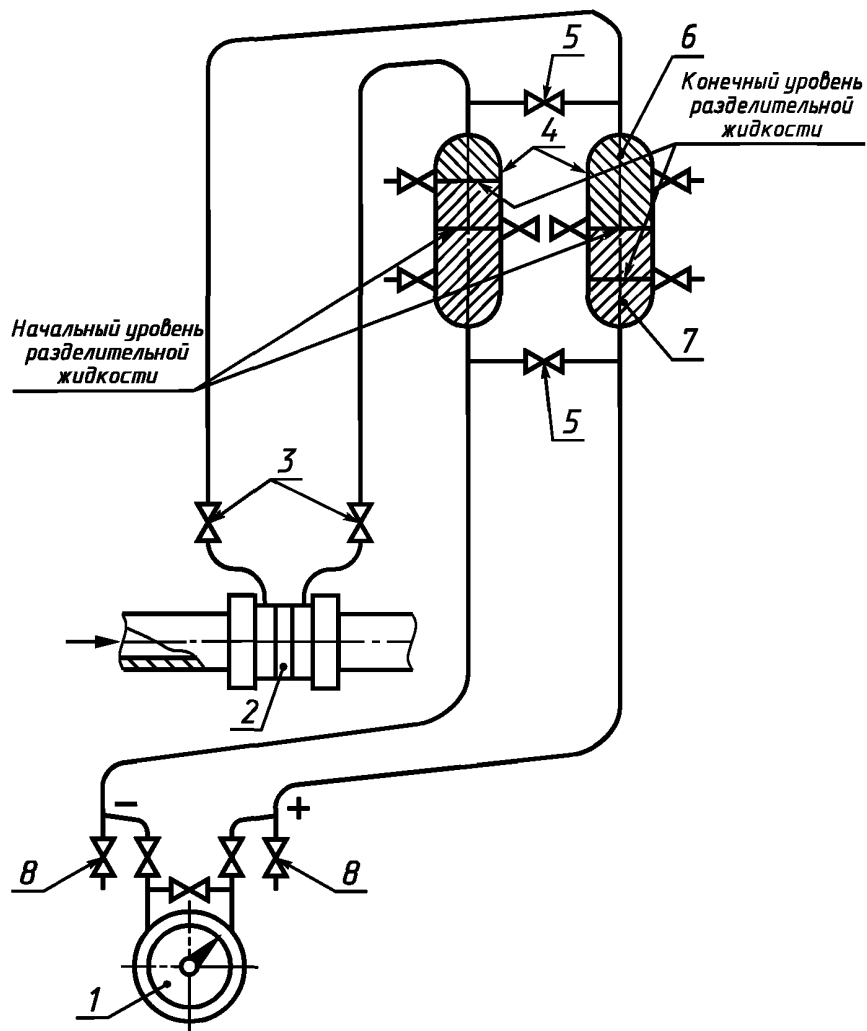 5
6
Конечный уровень
разделительной
жидкости
4
Начальный уровень
разделительной
жидкости
7
5
3
2
−
+
8
8
1